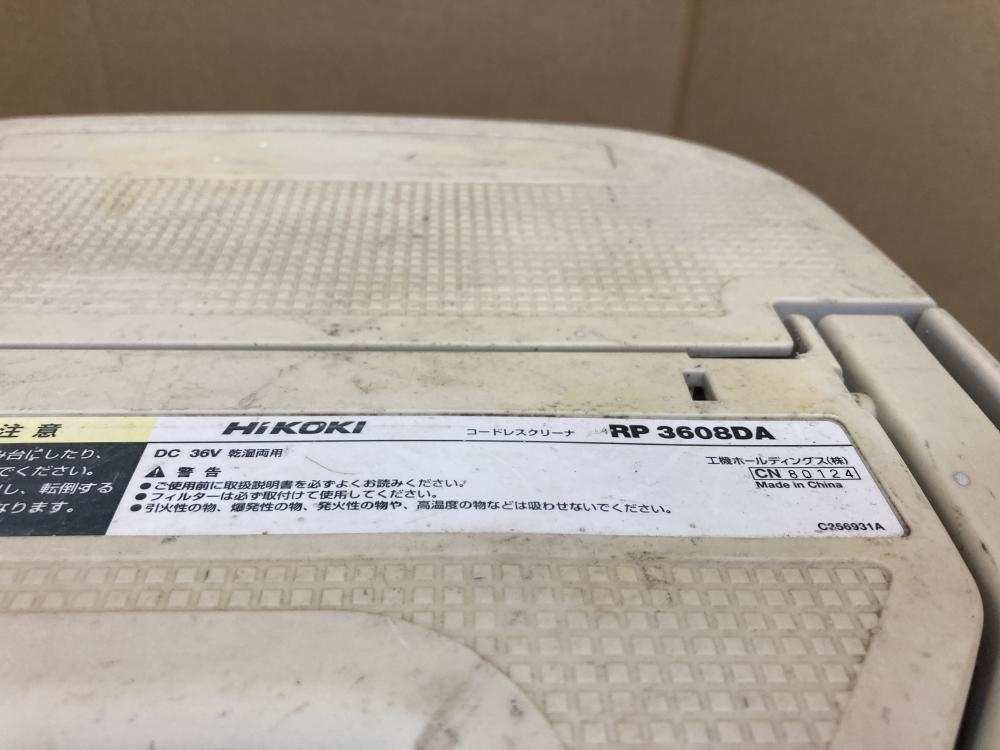 注意
み台にしたり、
でください。
し、転倒する
なります。
HiKOKI コードレスクリーナ RP 3608DA
DC 36V 乾湿両用
警告
●ご使用前に取扱説明書を必ずよくお読みください。
●フィルターは必ず取付けて使用してください。
●引火性の物、爆発性の物、発火性の物や、高温度の物などは吸わせないでください。
工機ホールディングス(株)
CN 80124
Made in China
C256931A